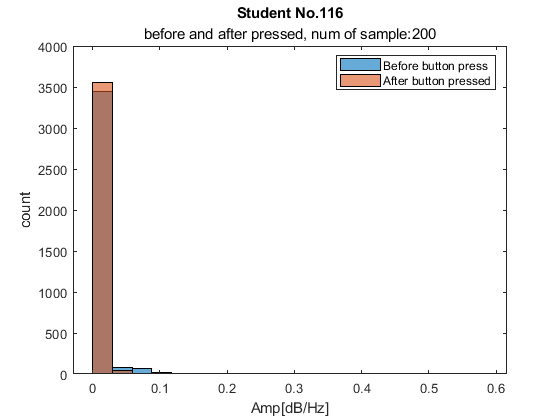 Student No.116
before and after pressed, num of sample:200
4000
3500
3000
2500
2000
1500
1000
500
0
count
Before button press
After button pressed
0 0.1 0.2 0.3 0.4 0.5 0.6
Amp[dB/Hz]